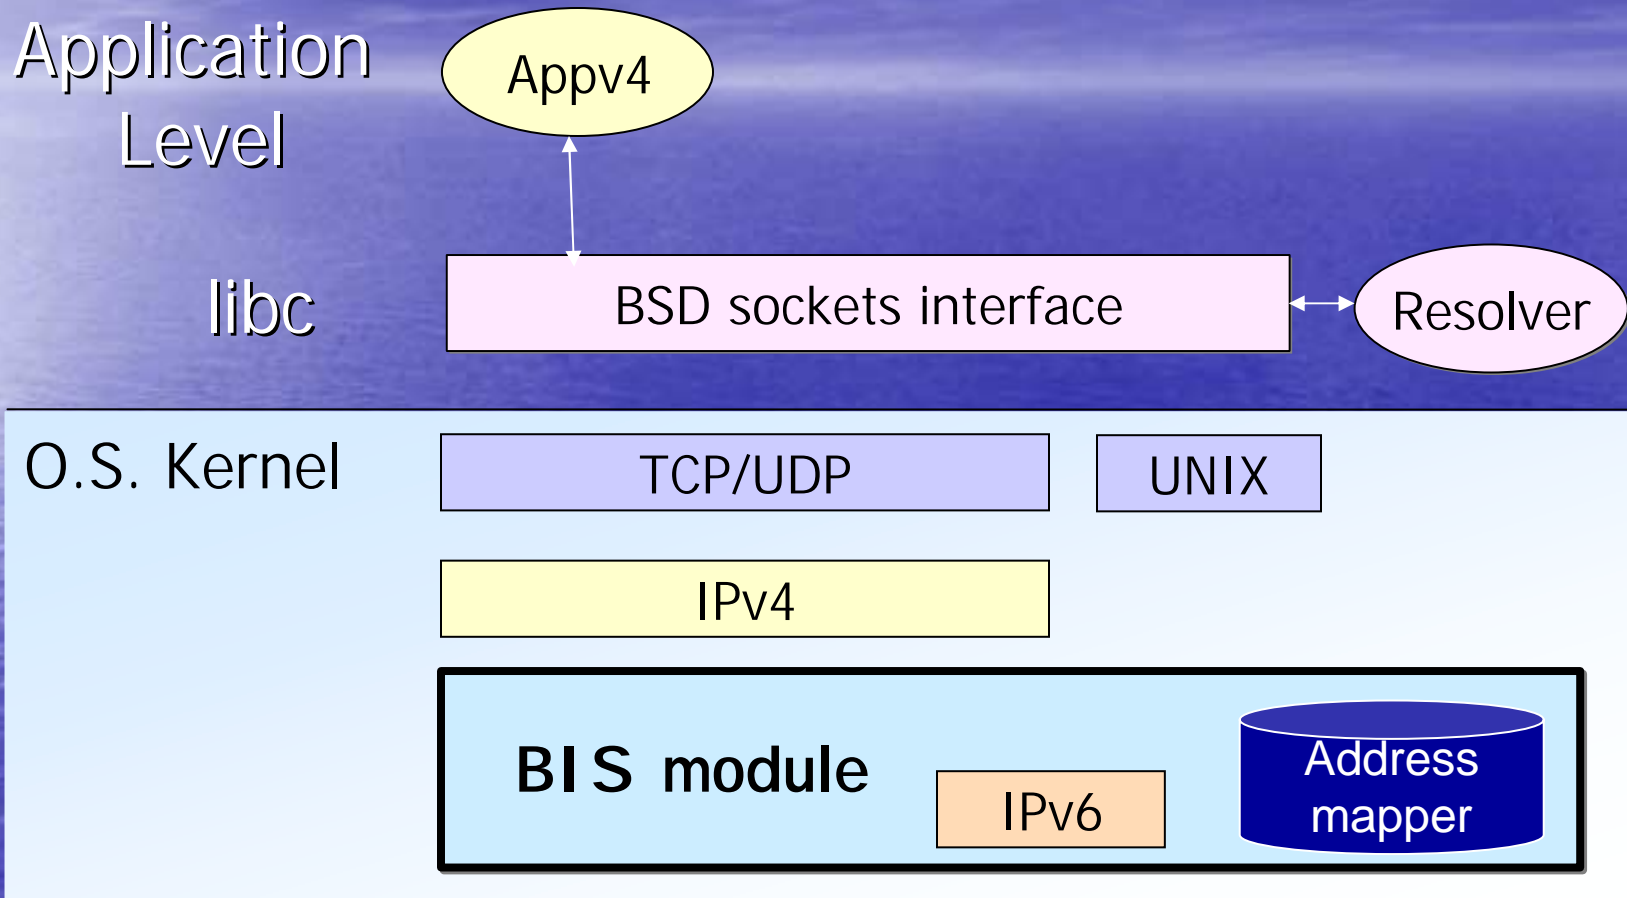 Application
Level
Appv4
libc
BSD sockets interface
Resolver
O.S. Kernel
TCP/UDP
UNIX
IPv4
BIS module
IPv6
Address
mapper